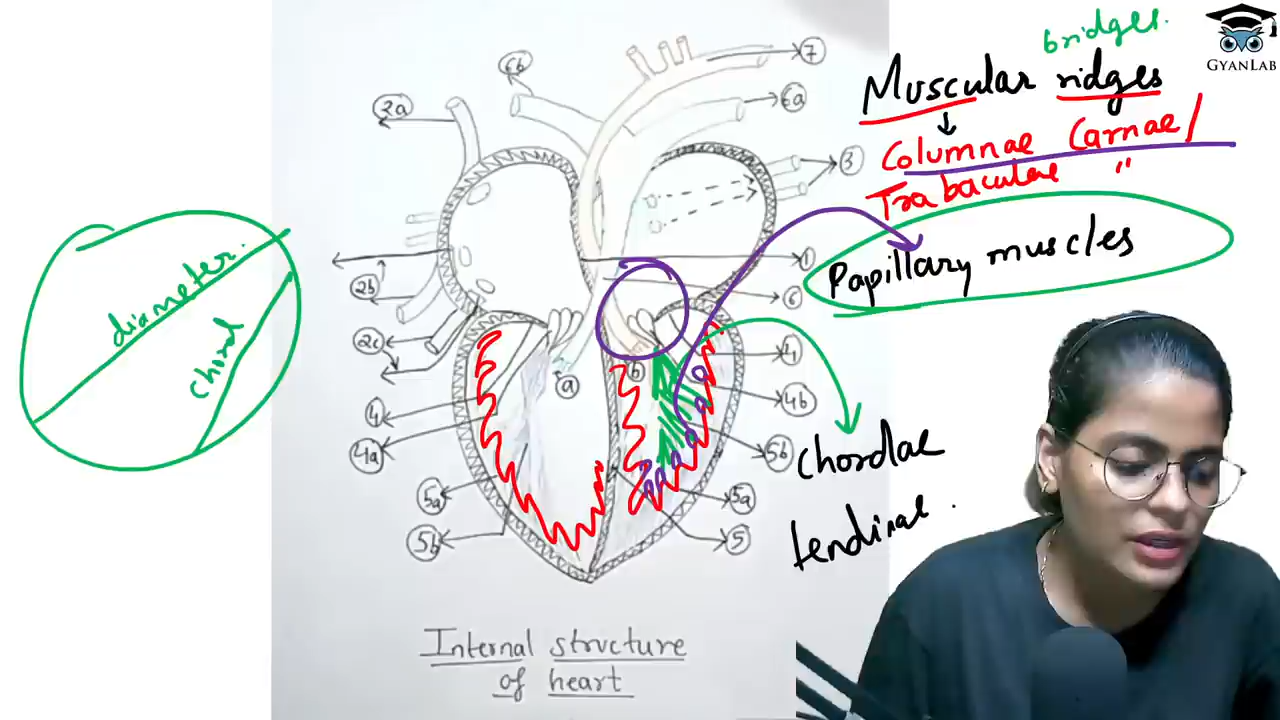 bridges.
GYANLAB
Muscular ridges
Columnae Carnae/
Trabaculae "
Papillary muscles
chordae
tendinae.
diameter.
chord
6b
7
2a
6a
3
1
2b
6
2c
4
a
b
4b
4
4a
5b
5a
5a
5b
5
Internal structure
of heart